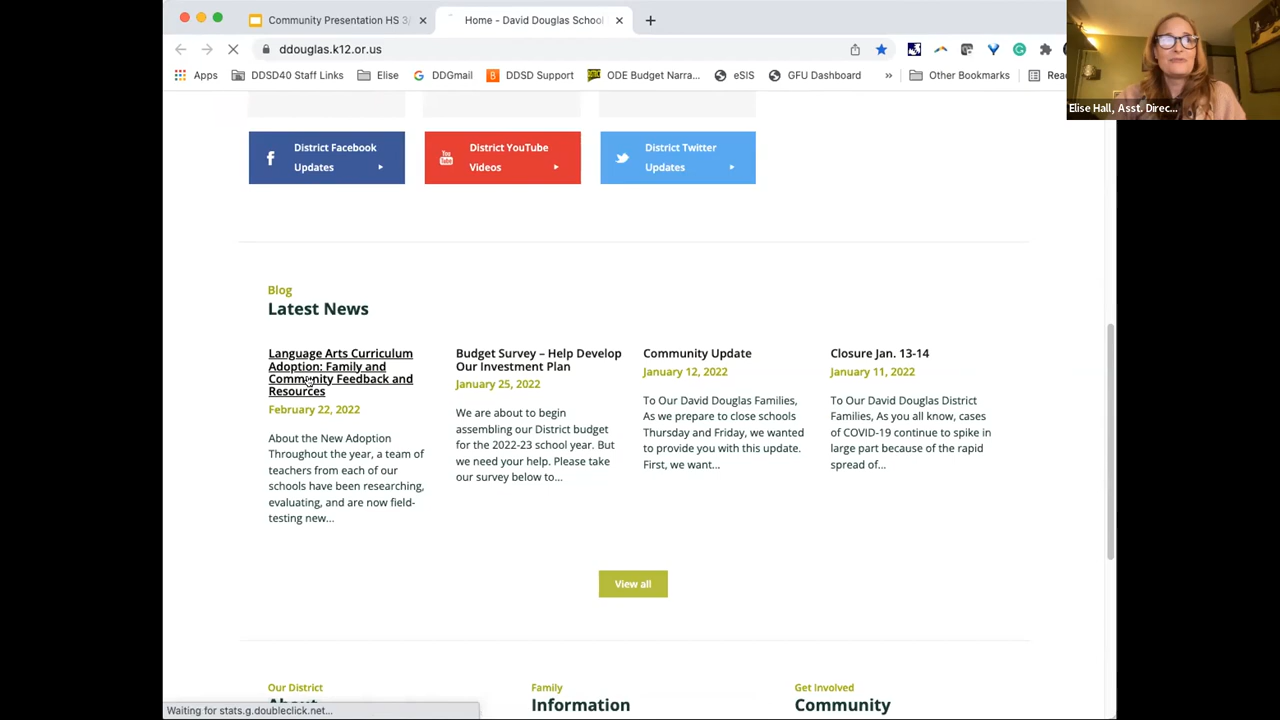 Community Presentation HS 3/
Home - David Douglas School
ddouglas.k12.or.us
Apps
DDSD40 Staff Links
Elise
DDGmail
DDSD Support
ODE Budget Narra...
eSIS
GFU Dashboard
»
Other Bookmarks
Elise Hall, Asst. Direc...
District Facebook
Updates
You
Tube
District YouTube
Videos
District Twitter
Updates
Blog
Latest News
Language Arts Curriculum
Adoption: Family and
Community Feedback and
Resources
February 22, 2022
About the New Adoption
Throughout the year, a team of
teachers from each of our
schools have been researching,
evaluating, and are now field-
testing new...
Budget Survey – Help Develop
Our Investment Plan
January 25, 2022
We are about to begin
assembling our District budget
for the 2022-23 school year. But
we need your help. Please take
our survey below to...
Community Update
January 12, 2022
To Our David Douglas Families,
As we prepare to close schools
Thursday and Friday, we wanted
to provide you with this update.
First, we want...
Closure Jan. 13-14
January 11, 2022
To Our David Douglas District
Families, As you all know, cases
of COVID-19 continue to spike in
large part because of the rapid
spread of...
View all
Our District
About
Family
Information
Get Involved
Community
Waiting for stats.g.doubleclick.net...